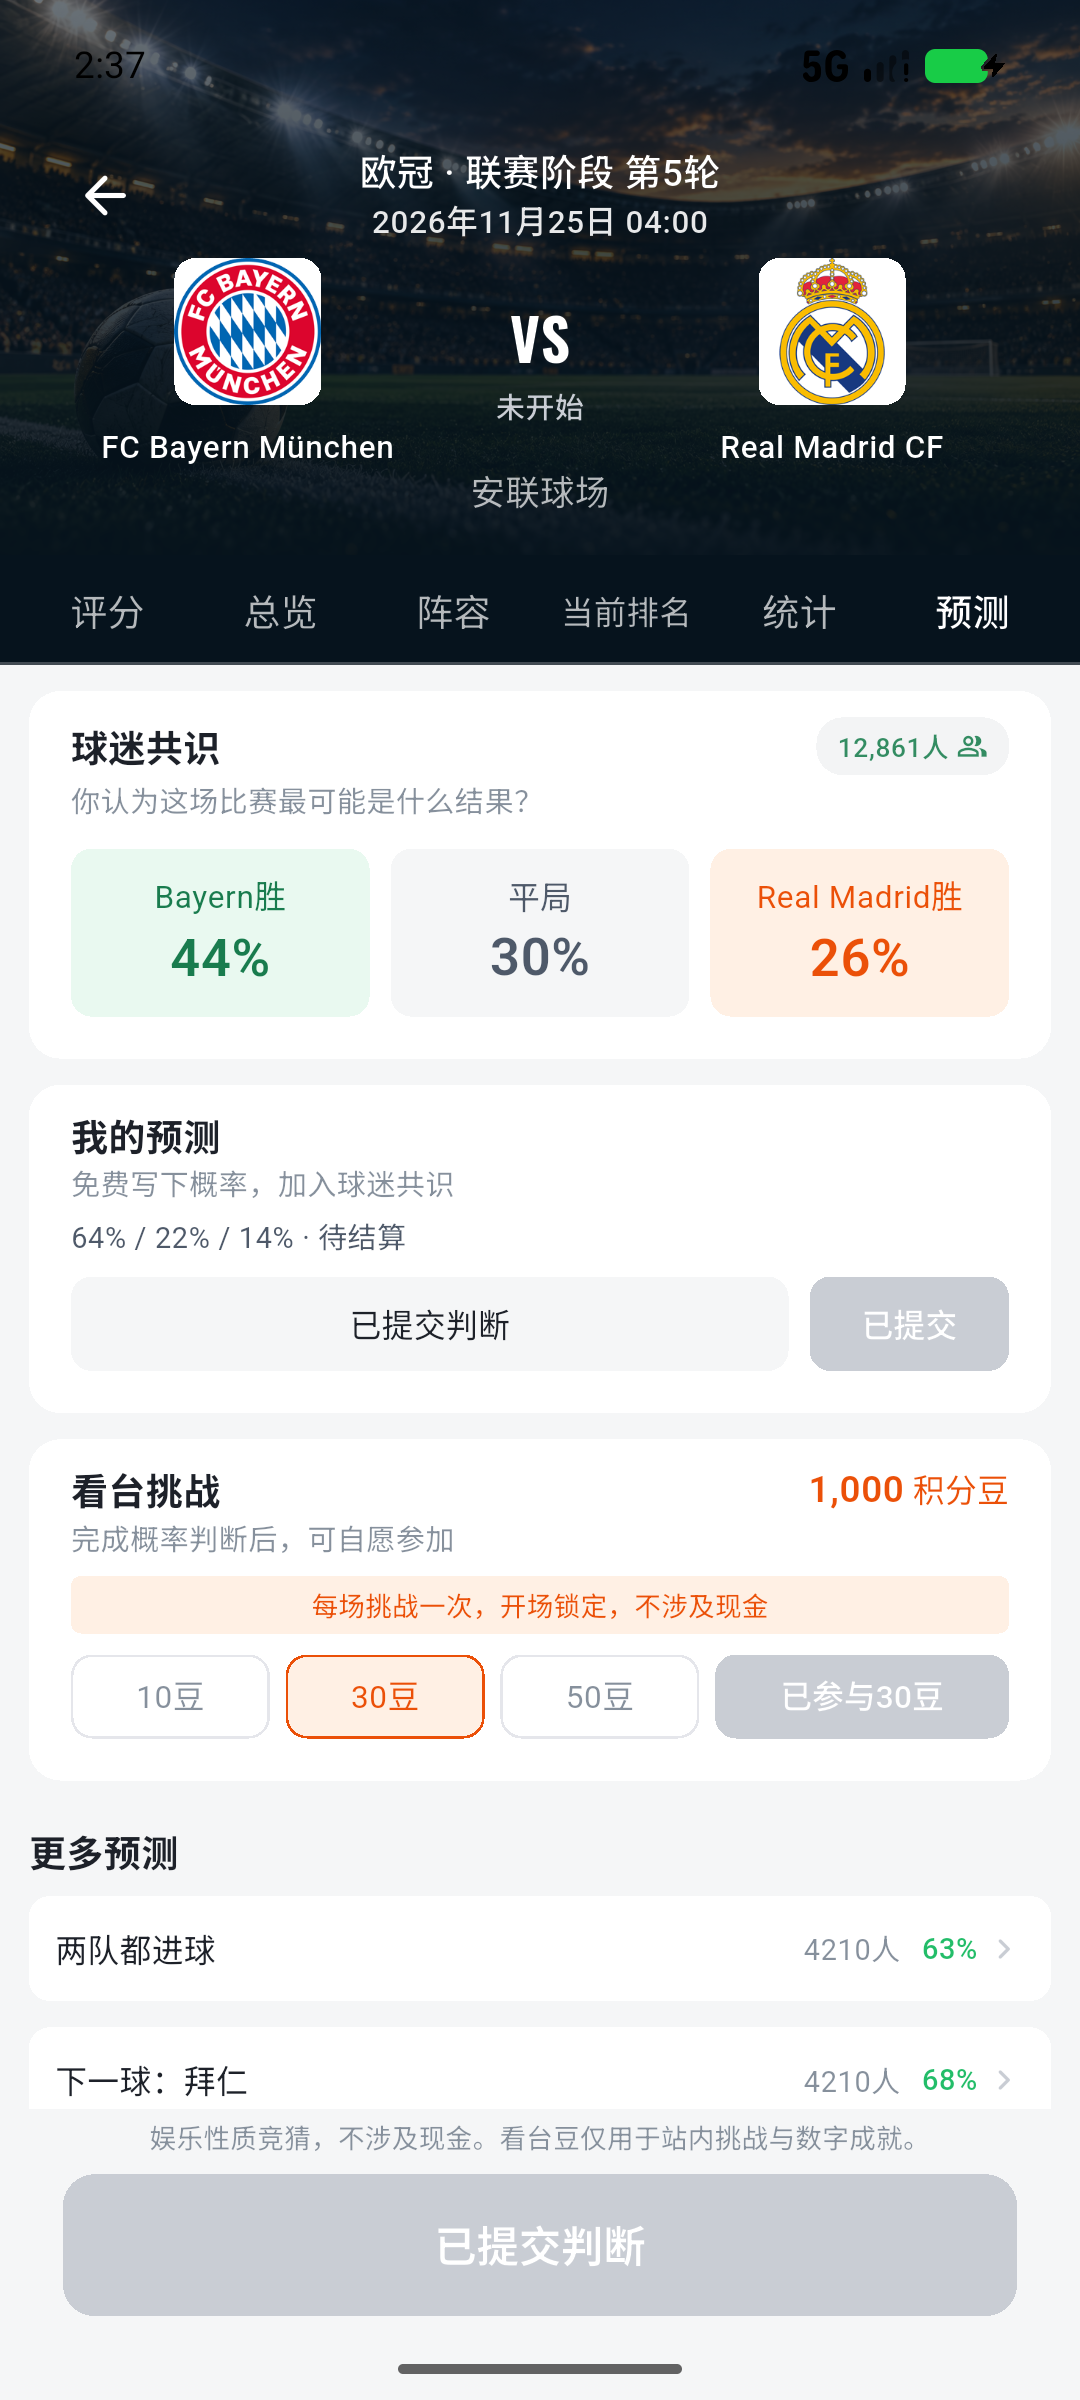 2:37
5G
欧冠 · 联赛阶段 第5轮
2026年11月25日 04:00
FC BAYERN
MÜNCHEN
VS
未开始
FC Bayern München
Real Madrid CF
安联球场
评分 总览 阵容 当前排名 统计 预测
球迷共识
12,861人
你认为这场比赛最可能是什么结果?
Bayern胜 平局 Real Madrid胜
44% 30% 26%
我的预测
免费写下概率，加入球迷共识
64% / 22% / 14% · 待结算
已提交判断 已提交
看台挑战
1,000 积分豆
完成概率判断后，可自愿参加
每场挑战一次，开场锁定，不涉及现金
10豆 30豆 50豆 已参与30豆
更多预测
两队都进球 4210人 63%
下一球：拜仁 4210人 68%
娱乐性质竞猜，不涉及现金。看台豆仅用于站内挑战与数字成就。
已提交判断